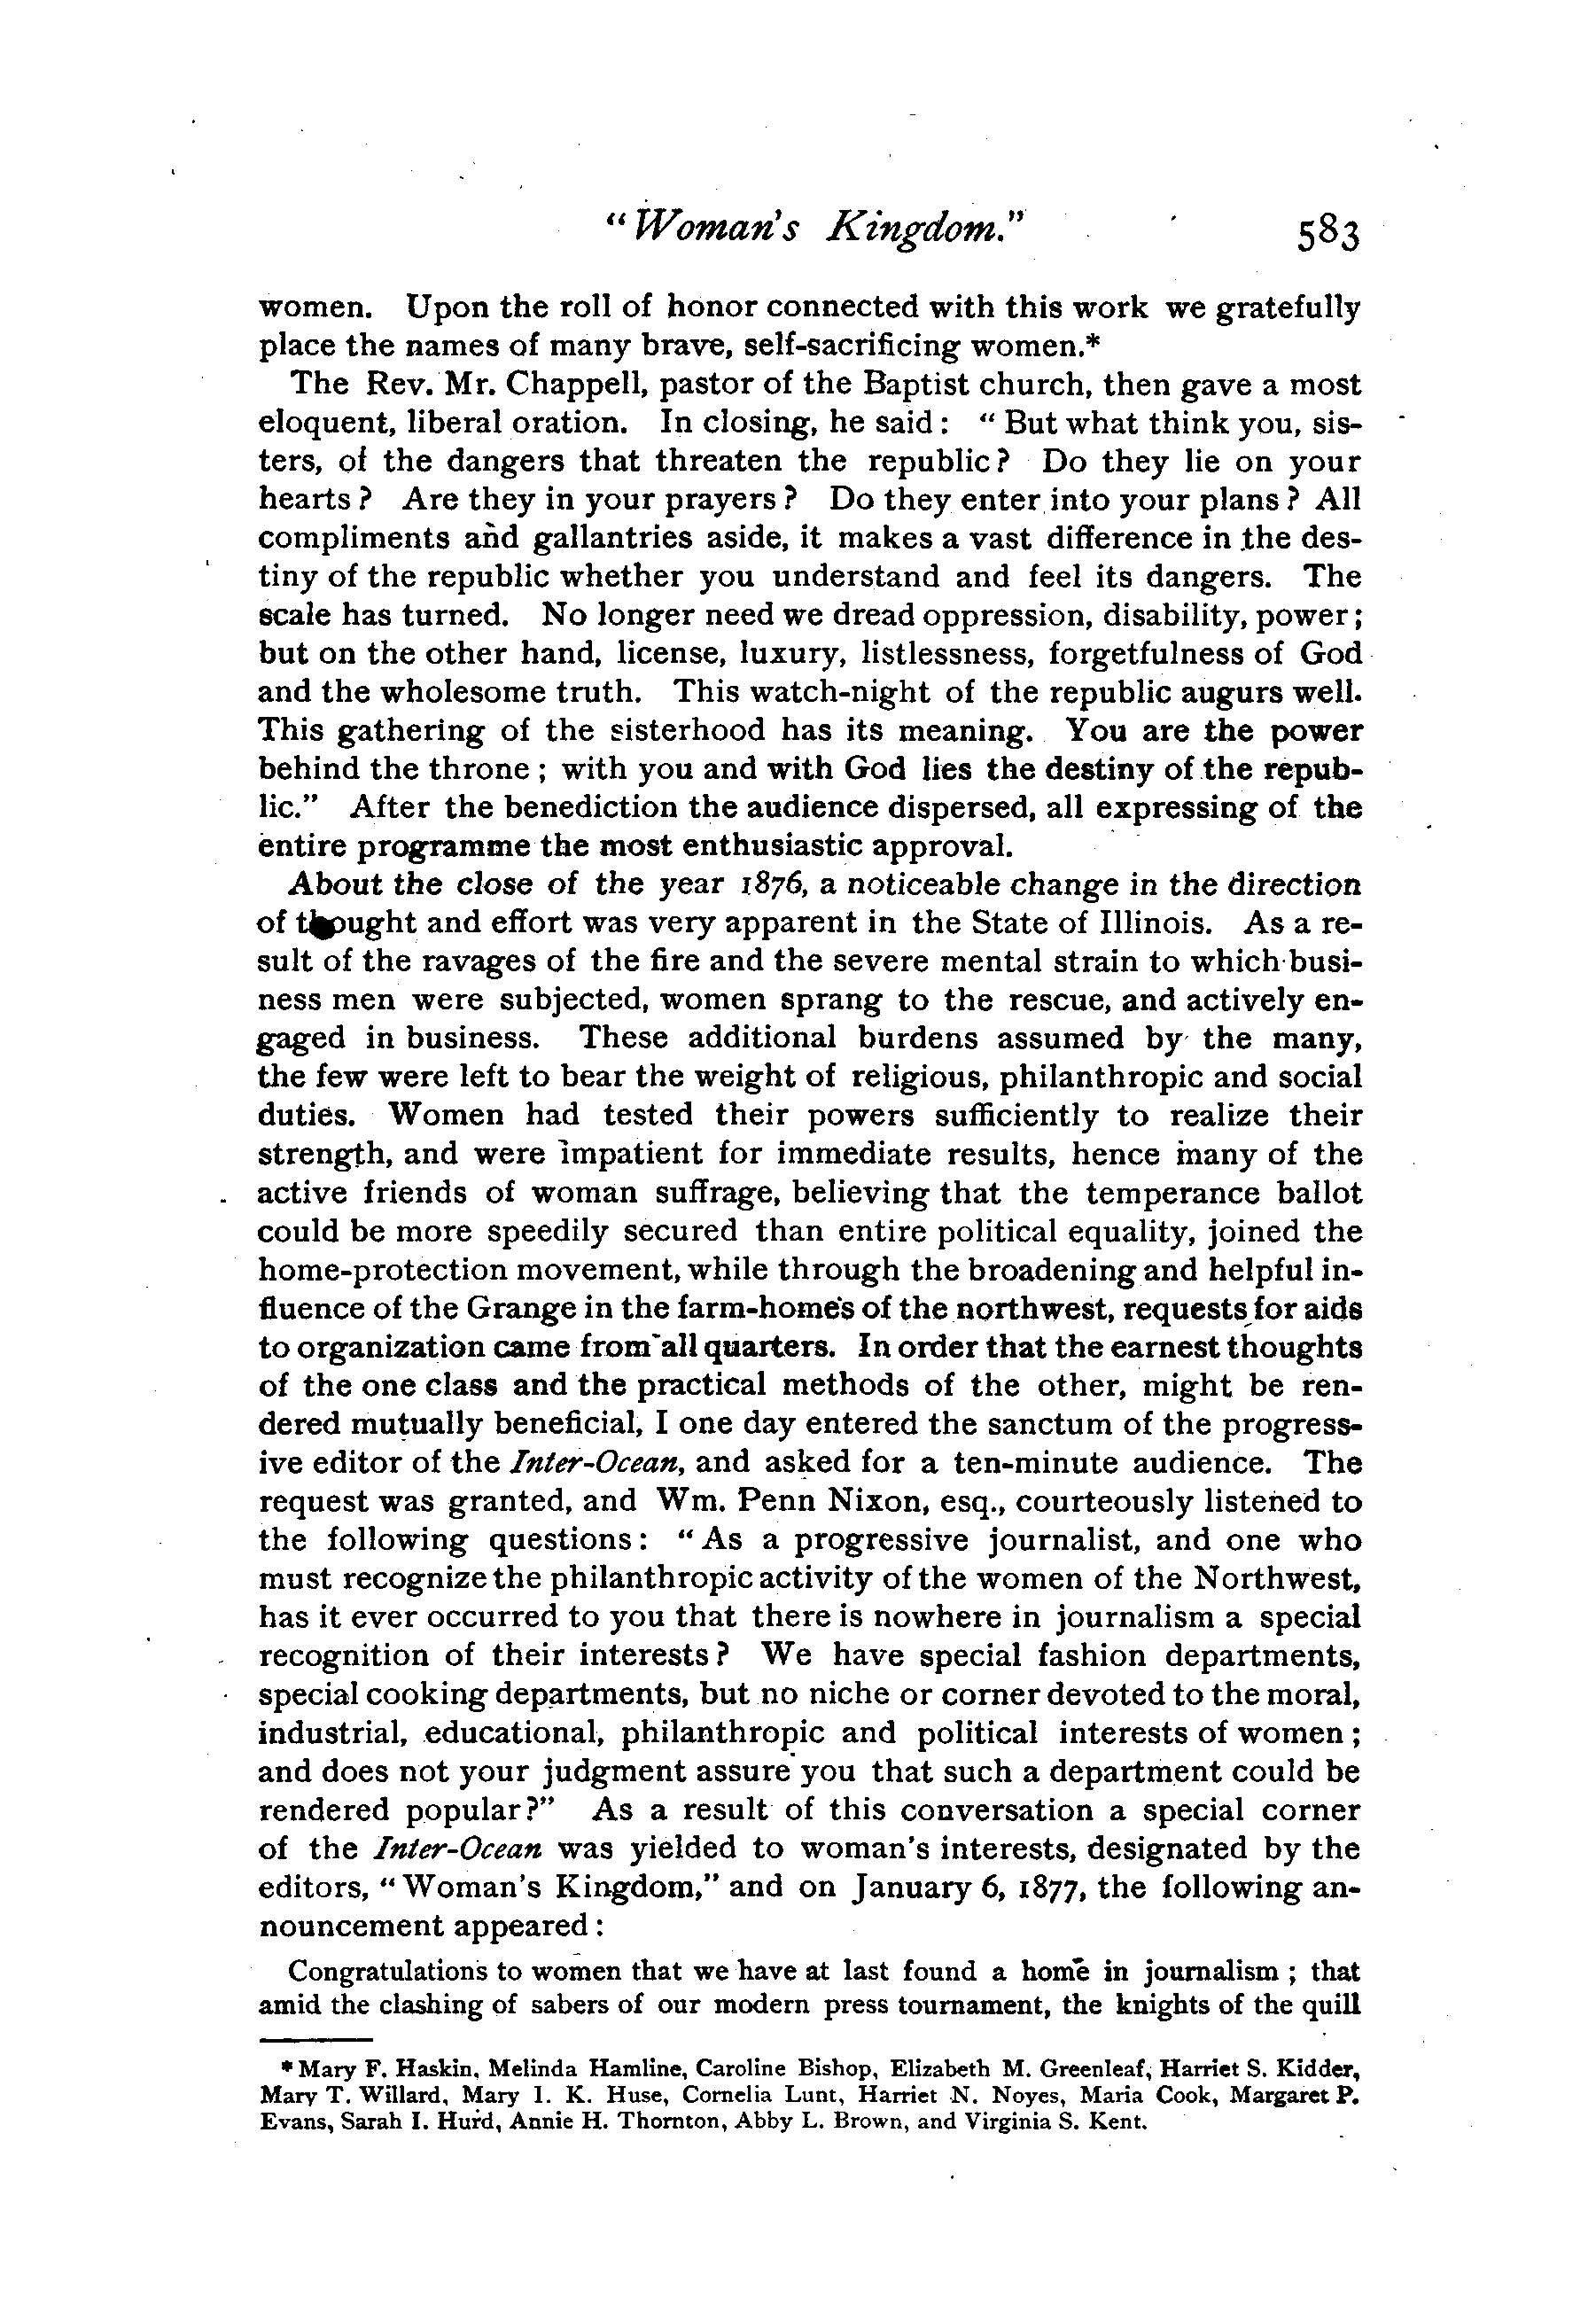 "Woman's Kingdom." 583
women. Upon the roll of honor connected with this work we gratefully
place the names of many brave, self-sacrificing women.*
The Rev. Mr. Chappell, pastor of the Baptist church, then gave a most
eloquent, liberal oration. In closing, he said: "But what think you, sis-
ters, of the dangers that threaten the republic? Do they lie on your
hearts? Are they in your prayers? Do they enter into your plans? All
compliments and gallantries aside, it makes a vast difference in the des-
tiny of the republic whether you understand and feel its dangers. The
scale has turned. No longer need we dread oppression, disability, power;
but on the other hand, license, luxury, listlessness, forgetfulness of God
and the wholesome truth. This watch-night of the republic augurs well.
This gathering of the sisterhood has its meaning. You are the power
behind the throne; with you and with God lies the destiny of the repub-
lic." After the benediction the audience dispersed, all expressing of the
entire programme the most enthusiastic approval.
About the close of the year 1876, a noticeable change in the direction
of thought and effort was very apparent in the State of Illinois. As a re-
sult of the ravages of the fire and the severe mental strain to which busi-
ness men were subjected, women sprang to the rescue, and actively en-
gaged in business. These additional burdens assumed by the many,
the few were left to bear the weight of religious, philanthropic and social
duties. Women had tested their powers sufficiently to realize their
strength, and were impatient for immediate results, hence many of the
active friends of woman suffrage, believing that the temperance ballot
could be more speedily secured than entire political equality, joined the
home-protection movement, while through the broadening and helpful in-
fluence of the Grange in the farm-homes of the northwest, requests for aids
to organization came from all quarters. In order that the earnest thoughts
of the one class and the practical methods of the other, might be ren-
dered mutually beneficial, I one day entered the sanctum of the progress-
ive editor of the Inter-Ocean, and asked for a ten-minute audience. The
request was granted, and Wm. Penn Nixon, esq., courteously listened to
the following questions: "As a progressive journalist, and one who
must recognize the philanthropic activity of the women of the Northwest,
has it ever occurred to you that there is nowhere in journalism a special
recognition of their interests? We have special fashion departments,
special cooking departments, but no niche or corner devoted to the moral,
industrial, educational, philanthropic and political interests of women;
and does not your judgment assure you that such a department could be
rendered popular?" As a result of this conversation a special corner
of the Inter-Ocean was yielded to woman's interests, designated by the
editors, "Woman's Kingdom," and on January 6, 1877, the following an-
nouncement appeared:
Congratulations to women that we have at last found a home in journalism; that
amid the clashing of sabers of our modern press tournament, the knights of the quill
*Mary F. Haskin, Melinda Hamline, Caroline Bishop, Elizabeth M. Greenleaf, Harriet S. Kidder,
Mary T. Willard, Mary I. K. Huse, Cornelia Lunt, Harriet N. Noyes, Maria Cook, Margaret P.
Evans, Sarah I. Hurd, Annie H. Thornton, Abby L. Brown, and Virginia S. Kent.